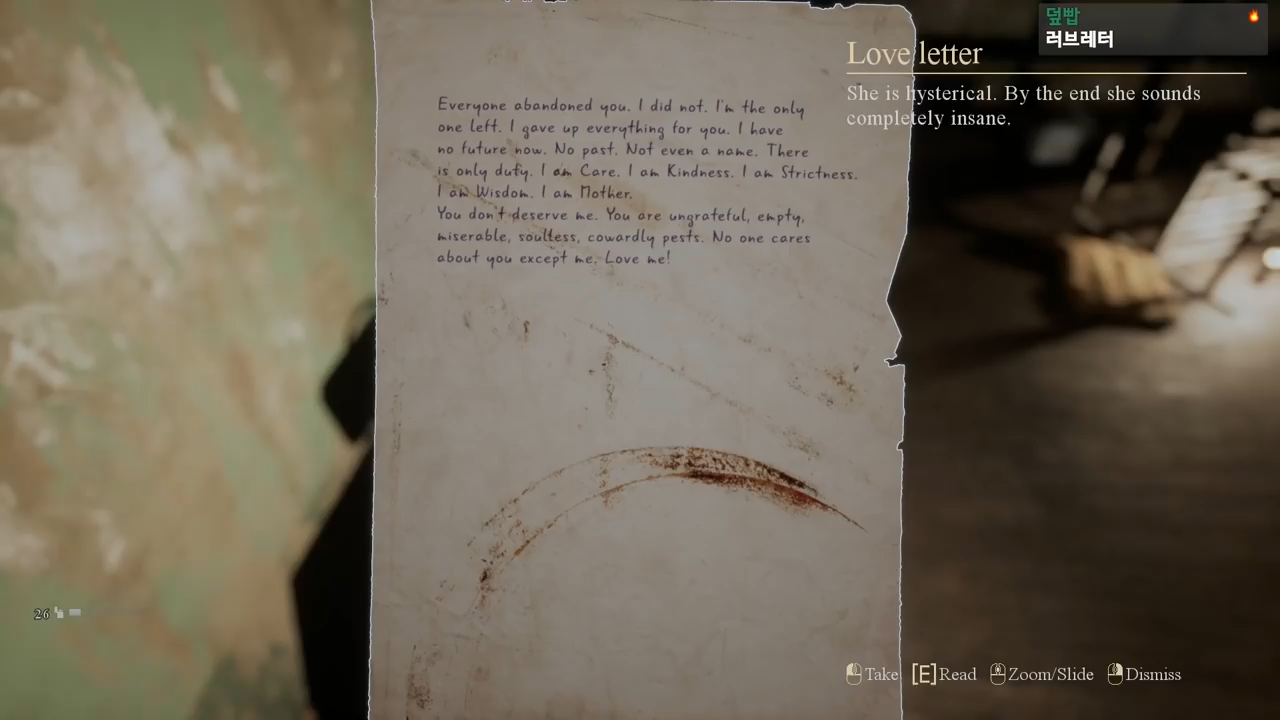 덮빱
러브레터
Love letter
She is hysterical. By the end she sounds
completely insane.
Everyone abandoned you. I did not. I'm the only
one left. I gave up everything for you. I have
no future now. No past. Not even a name. There
is only duty. I am Care. I am Kindness. I am Strictness.
I am Wisdom. I am Mother.
You don't deserve me. You are ungrateful, empty,
miserable, soulless, cowardly pests. No one cares
about you except me. Love me!
26
Take [E]Read Zoom/Slide Dismiss